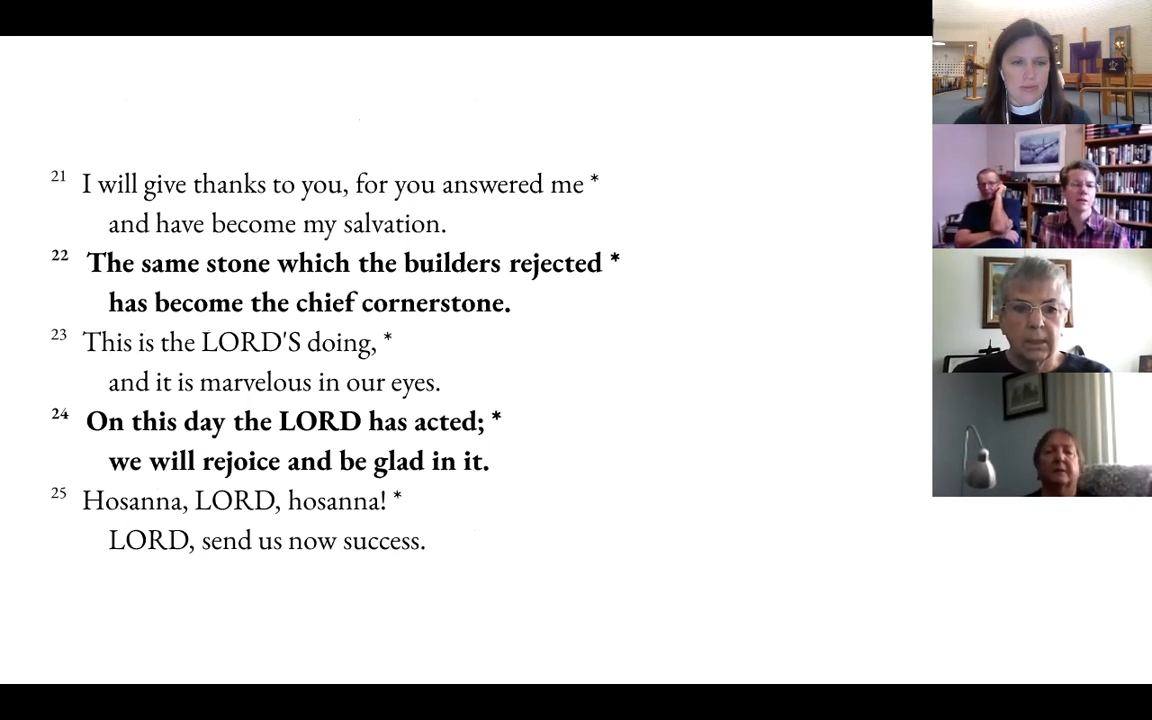 21 I will give thanks to you, for you answered me *
and have become my salvation.
22 The same stone which the builders rejected *
has become the chief cornerstone.
23 This is the LORD'S doing, *
and it is marvelous in our eyes.
24 On this day the LORD has acted; *
we will rejoice and be glad in it.
25 Hosanna, LORD, hosanna! *
LORD, send us now success.